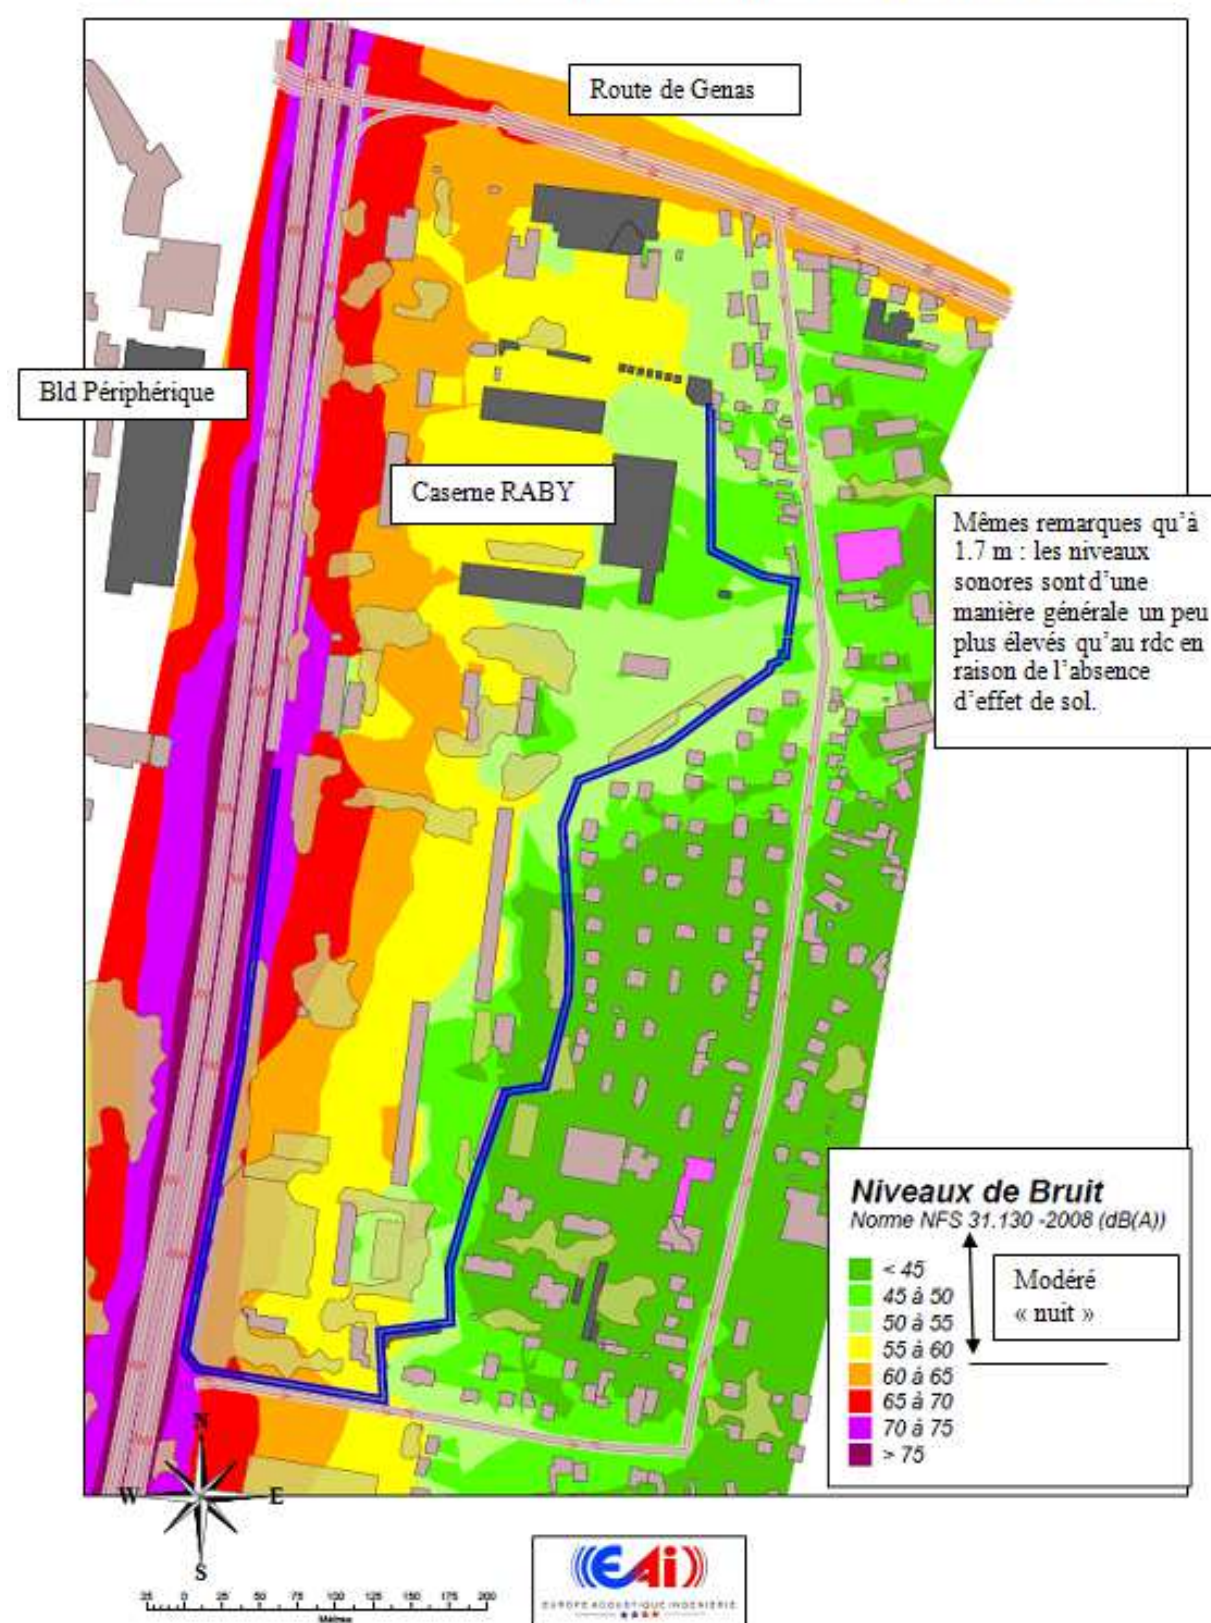 Route de Genas
Bld Périphérique
Caserne RABY
Mêmes remarques qu'à
1.7 m : les niveaux
sonores sont d'une
manière générale un peu
plus élevés qu'au rdc en
raison de l'absence
d'effet de sol.
Niveaux de Bruit
Norme NFS 31.130 -2008 (dB(A))
< 45
45 à 50
50 à 55
55 à 60
60 à 65
65 à 70
70 à 75
> 75
Modéré
« nuit »
N
W
E
S
25 0 25 50 75 100 125 150 175 200
Mètres
EAi
EUROPE ACOUSTIQUE INGENIERIE